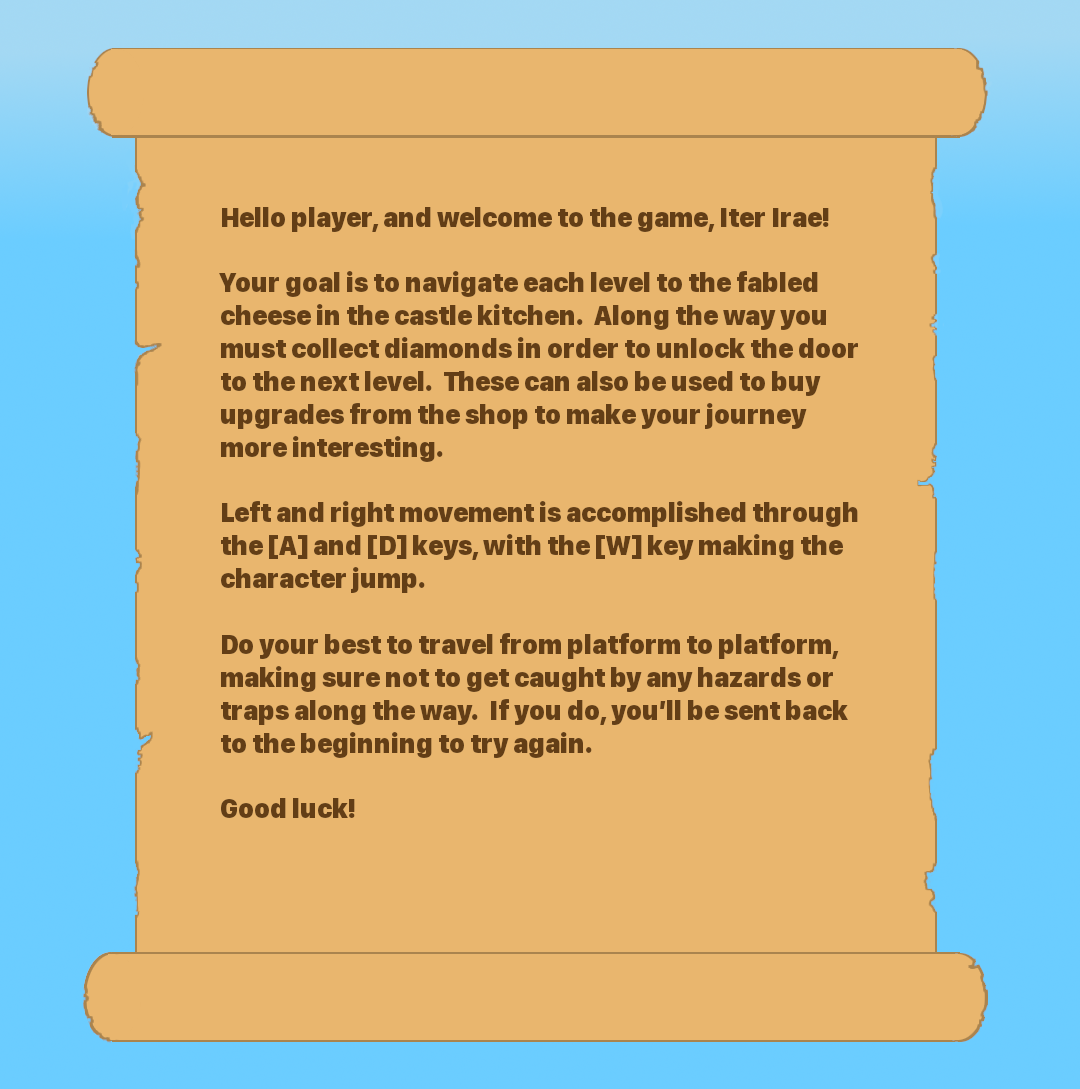 Hello player, and welcome to the game, Iter Irae!
Your goal is to navigate each level to the fabled
cheese in the castle kitchen.  Along the way you
must collect diamonds in order to unlock the door
to the next level.  These can also be used to buy
upgrades from the shop to make your journey
more interesting.
Left and right movement is accomplished through
the [A] and [D] keys, with the [W] key making the
character jump.
Do your best to travel from platform to platform,
making sure not to get caught by any hazards or
traps along the way.  If you do, you’ll be sent back
to the beginning to try again.
Good luck!